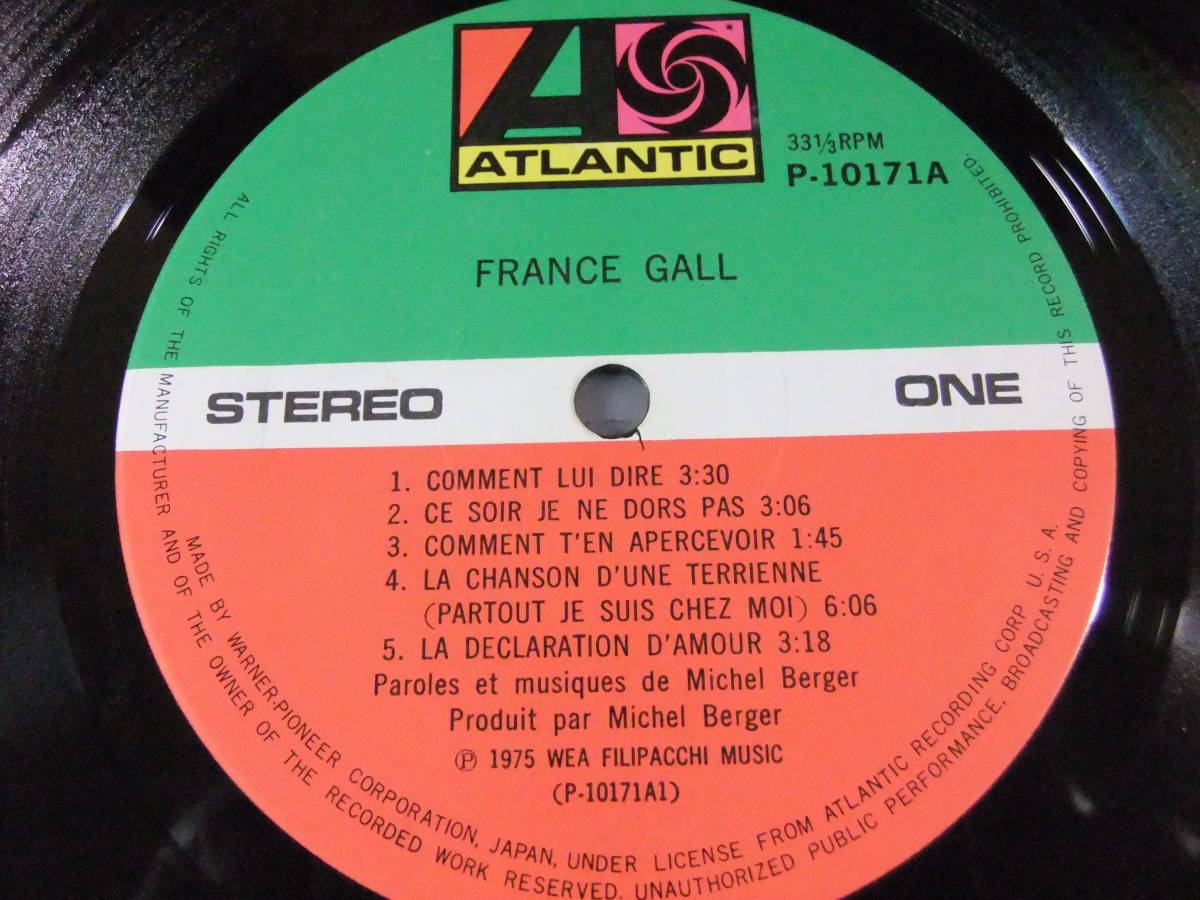 ATLANTIC
33⅓RPM
P-10171A
FRANCE GALL
STEREO
ONE
1. COMMENT LUI DIRE 3:30
2. CE SOIR JE NE DORS PAS 3:06
3. COMMENT T'EN APERCEVOIR 1:45
4. LA CHANSON D'UNE TERRIENNE
(PARTOUT JE SUIS CHEZ MOI) 6:06
5. LA DECLARATION D'AMOUR 3:18
Paroles et musiques de Michel Berger
Produit par Michel Berger
Ⓟ 1975 WEA FILIPACCHI MUSIC
(P-10171A1)
MADE BY WARNER-PIONEER CORPORATION, JAPAN, UNDER LICENSE FROM ATLANTIC RECORDING CORP. U. S. A.
ALL RIGHTS OF THE MANUFACTURER AND OF THE OWNER OF THE RECORDED WORK RESERVED. UNAUTHORIZED PUBLIC PERFORMANCE, BROADCASTING AND COPYING OF THIS RECORD PROHIBITED.